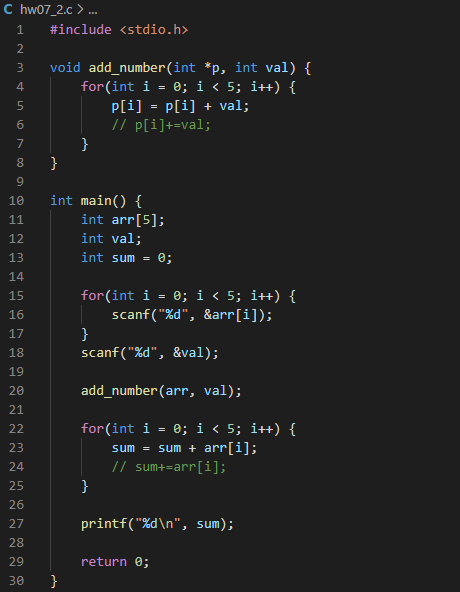 C hw07_2.c > ...
1 #include <stdio.h>
2
3 void add_number(int *p, int val) {
4     for(int i = 0; i < 5; i++) {
5         p[i] = p[i] + val;
6         // p[i]+=val;
7     }
8 }
9
10 int main() {
11     int arr[5];
12     int val;
13     int sum = 0;
14
15     for(int i = 0; i < 5; i++) {
16         scanf("%d", &arr[i]);
17     }
18     scanf("%d", &val);
19
20     add_number(arr, val);
21
22     for(int i = 0; i < 5; i++) {
23         sum = sum + arr[i];
24         // sum+=arr[i];
25     }
26
27     printf("%d\n", sum);
28
29     return 0;
30 }